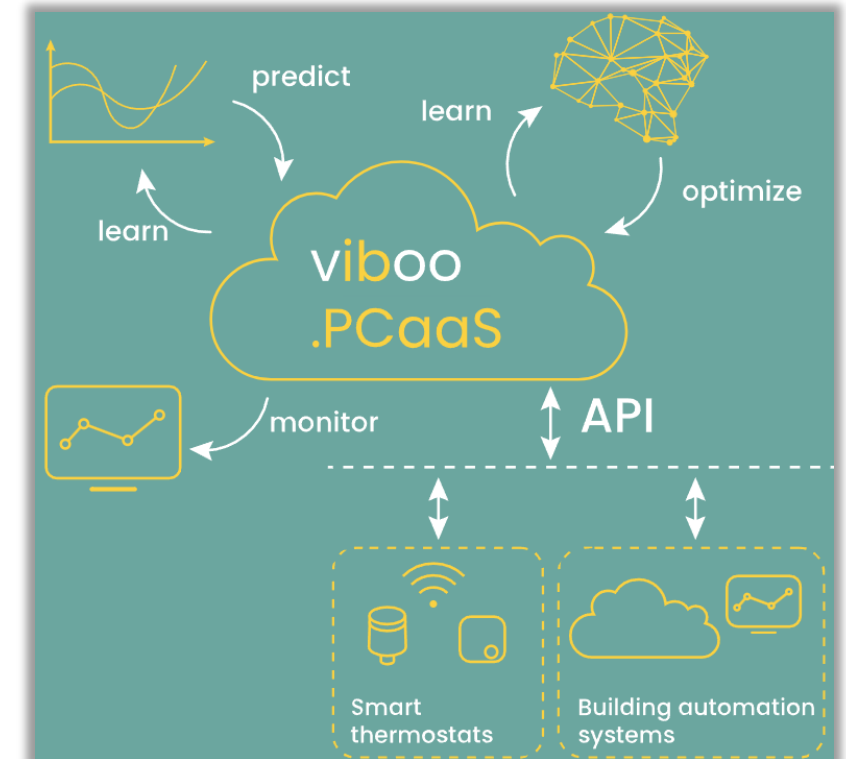 predict
learn
learn
optimize
viboo
.PCaaS
monitor
API
Smart
thermostats
Building automation
systems